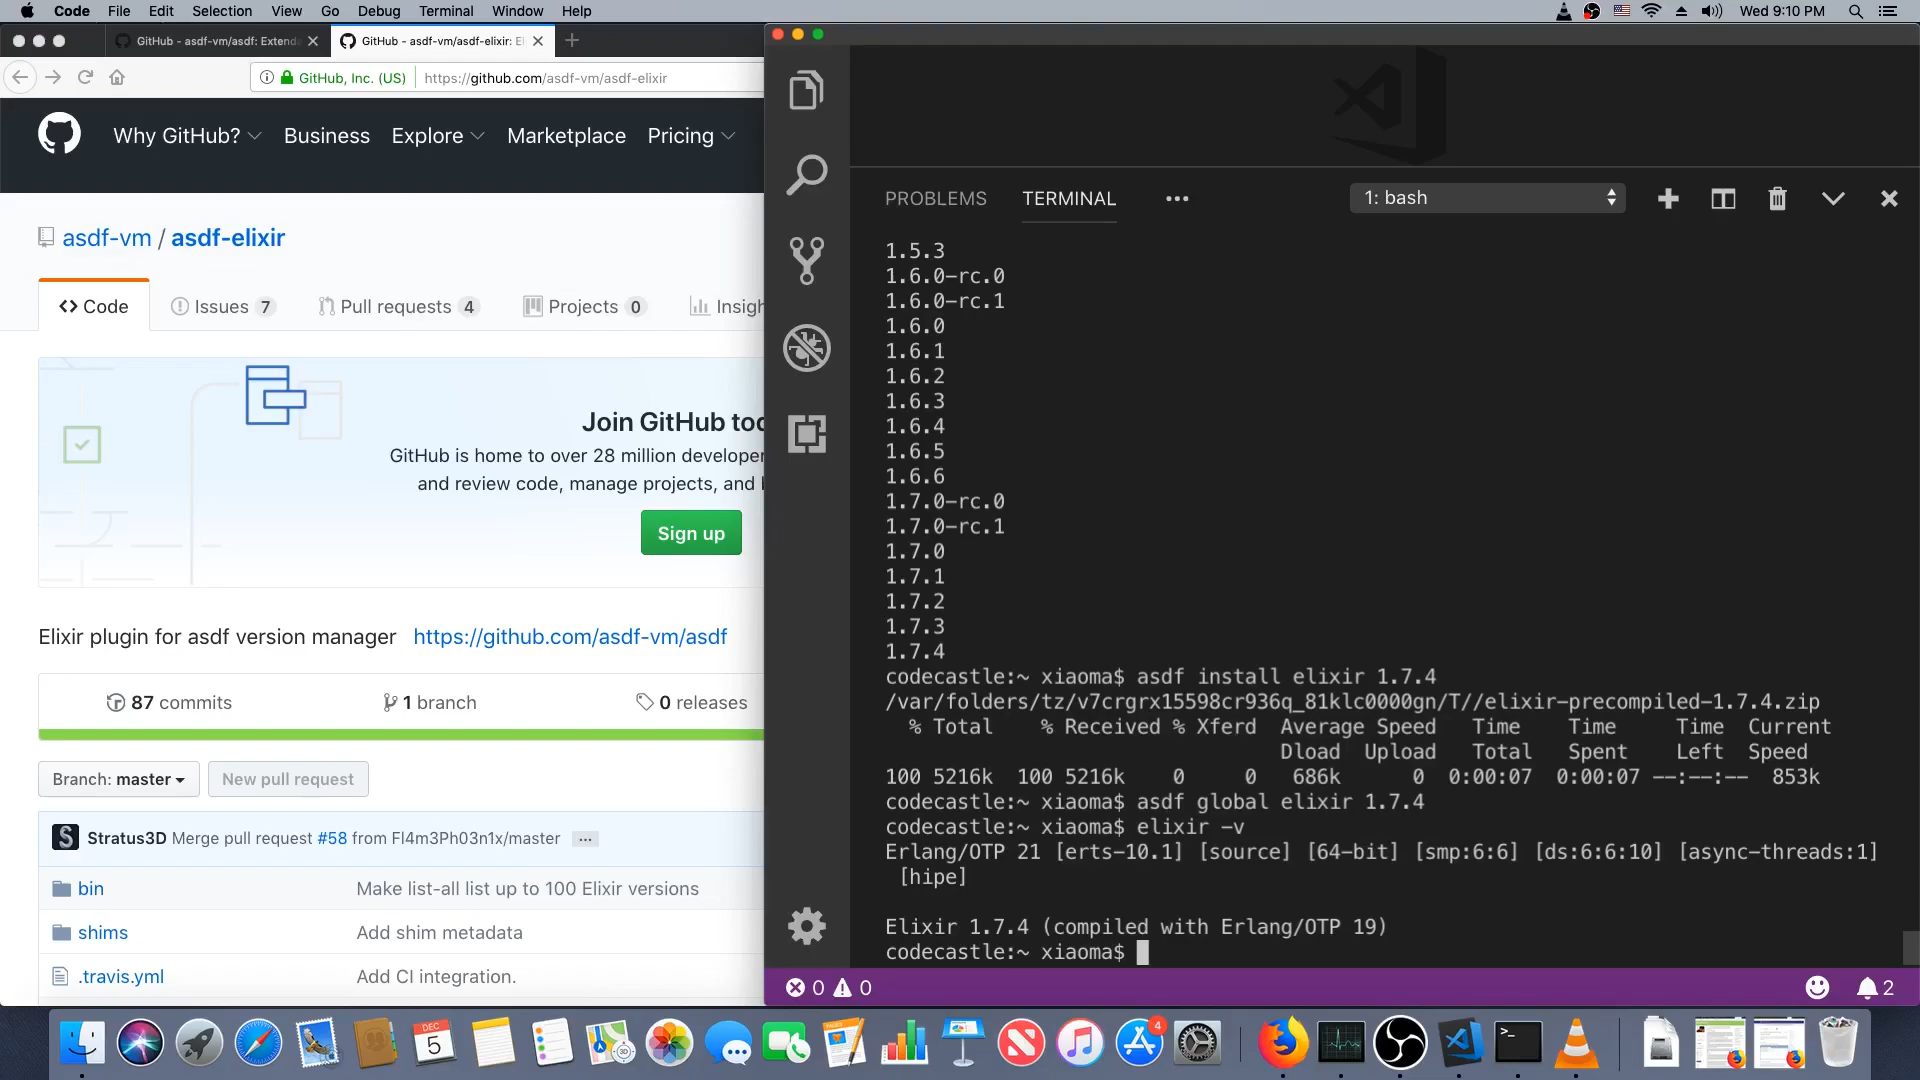 Code File Edit Selection View Go Debug Terminal Window Help
Wed 9:10 PM
GitHub - asdf-vm/asdf: Extend
GitHub - asdf-vm/asdf-elixir: El
GitHub, Inc. (US) https://github.com/asdf-vm/asdf-elixir
Why GitHub? Business Explore Marketplace Pricing
asdf-vm / asdf-elixir
Code Issues 7 Pull requests 4 Projects 0 Insigh
Join GitHub tod
GitHub is home to over 28 million developer
and review code, manage projects, and b
Sign up
Elixir plugin for asdf version manager https://github.com/asdf-vm/asdf
87 commits 1 branch 0 releases
Branch: master New pull request
Stratus3D Merge pull request #58 from Fl4m3Ph03n1x/master ...
bin Make list-all list up to 100 Elixir versions
shims Add shim metadata
.travis.yml Add CI integration.
PROBLEMS TERMINAL ... 1: bash
1.5.3
1.6.0-rc.0
1.6.0-rc.1
1.6.0
1.6.1
1.6.2
1.6.3
1.6.4
1.6.5
1.6.6
1.7.0-rc.0
1.7.0-rc.1
1.7.0
1.7.1
1.7.2
1.7.3
1.7.4
codecastle:~ xiaoma$ asdf install elixir 1.7.4
/var/folders/tz/v7crgrx15598cr936q_81klc0000gn/T//elixir-precompiled-1.7.4.zip
% Total % Received % Xferd Average Speed Time Time Time Current
Dload Upload Total Spent Left Speed
100 5216k 100 5216k 0 0 686k 0 0:00:07 0:00:07 --:--:-- 853k
codecastle:~ xiaoma$ asdf global elixir 1.7.4
codecastle:~ xiaoma$ elixir -v
Erlang/OTP 21 [erts-10.1] [source] [64-bit] [smp:6:6] [ds:6:6:10] [async-threads:1]
[hipe]
Elixir 1.7.4 (compiled with Erlang/OTP 19)
codecastle:~ xiaoma$
0 0
2
DEC
5
3D
4
>_